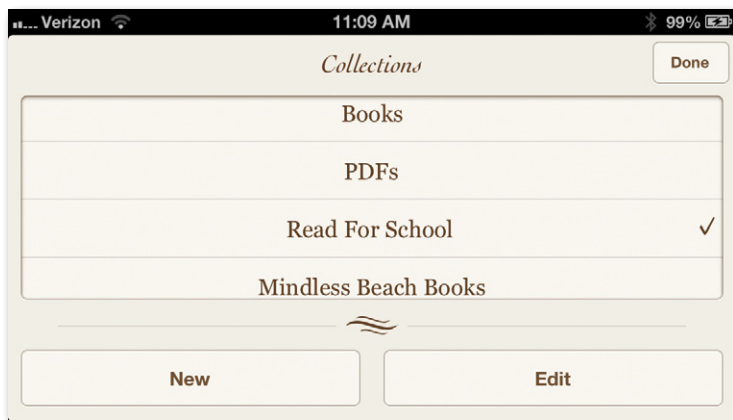 Verizon 11:09 AM 99%
Collections Done
Books
PDFs
Read For School
Mindless Beach Books
New Edit